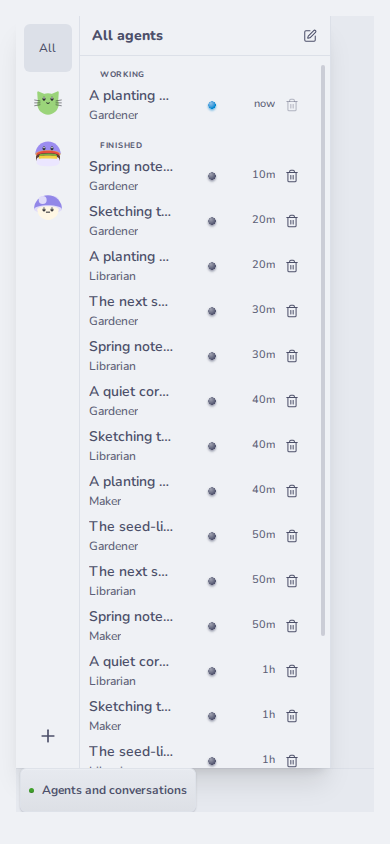 All
All agents
WORKING
A planting ...
now
Gardener
FINISHED
Spring note...
10m
Gardener
Sketching t...
20m
Gardener
A planting ...
20m
Librarian
The next s...
30m
Gardener
Spring note...
30m
Librarian
A quiet cor...
40m
Gardener
Sketching t...
40m
Librarian
A planting ...
40m
Maker
The seed-li...
50m
Gardener
The next s...
50m
Librarian
Spring note...
50m
Maker
A quiet cor...
1h
Librarian
Sketching t...
1h
Maker
The seed-li...
1h
Agents and conversations